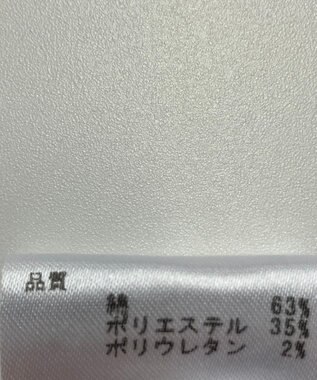 品質
綿 63%
ポリエステル 35%
ポリウレタン 2%